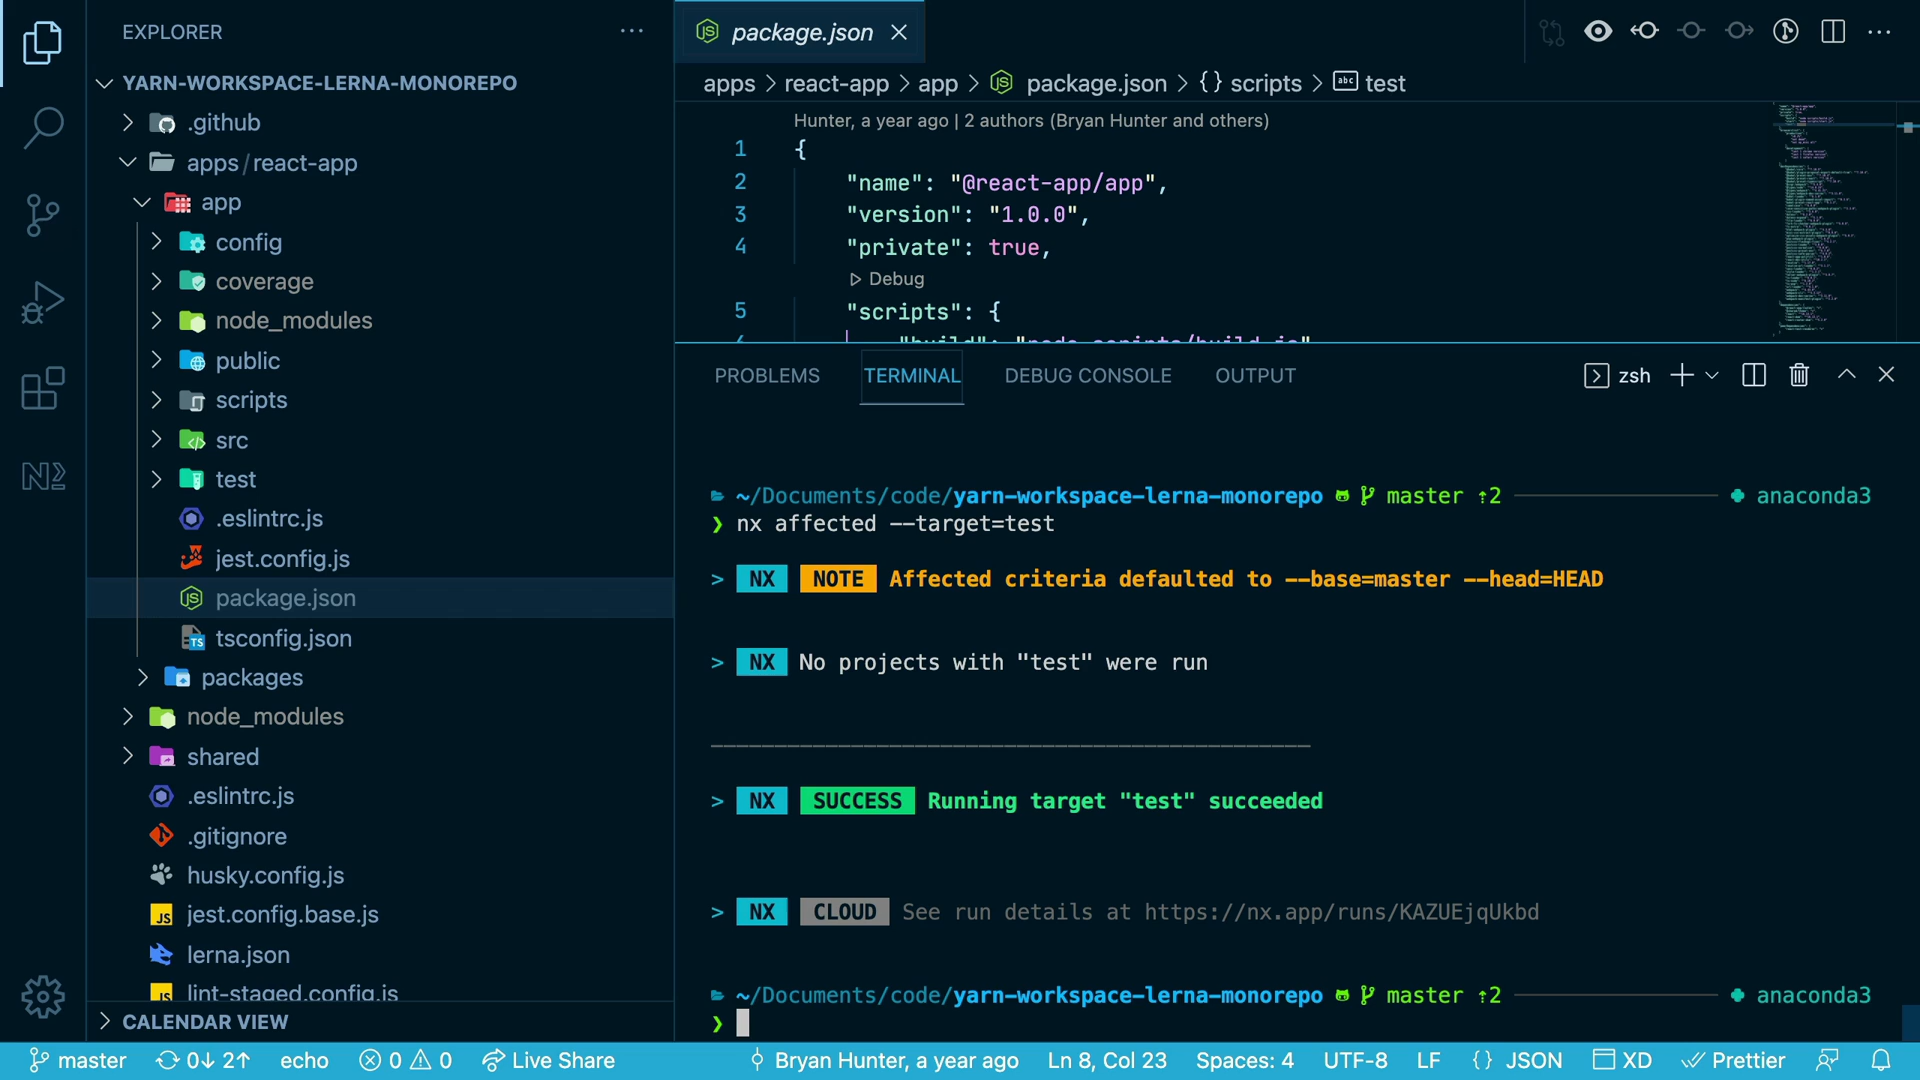 EXPLORER
YARN-WORKSPACE-LERNA-MONOREPO
.github
apps / react-app
app
config
coverage
node_modules
public
scripts
src
test
.eslintrc.js
jest.config.js
package.json
tsconfig.json
packages
node_modules
shared
.eslintrc.js
.gitignore
husky.config.js
jest.config.base.js
lerna.json
lint-staged.config.js
CALENDAR VIEW
package.json
apps > react-app > app > package.json > {} scripts > abc test
Hunter, a year ago | 2 authors (Bryan Hunter and others)
1 {
2 "name": "@react-app/app",
3 "version": "1.0.0",
4 "private": true,
Debug
5 "scripts": {
6 "build": "node scripts/build.js"
PROBLEMS TERMINAL DEBUG CONSOLE OUTPUT zsh
~/Documents/code/yarn-workspace-lerna-monorepo master ⇡2 anaconda3
❯ nx affected --target=test
> NX NOTE Affected criteria defaulted to --base=master --head=HEAD
> NX No projects with "test" were run
> NX SUCCESS Running target "test" succeeded
> NX CLOUD See run details at https://nx.app/runs/KAZUEjqUkbd
~/Documents/code/yarn-workspace-lerna-monorepo master ⇡2 anaconda3
❯
master 0↓ 2↑ echo 0 0 Live Share Bryan Hunter, a year ago Ln 8, Col 23 Spaces: 4 UTF-8 LF {} JSON XD Prettier